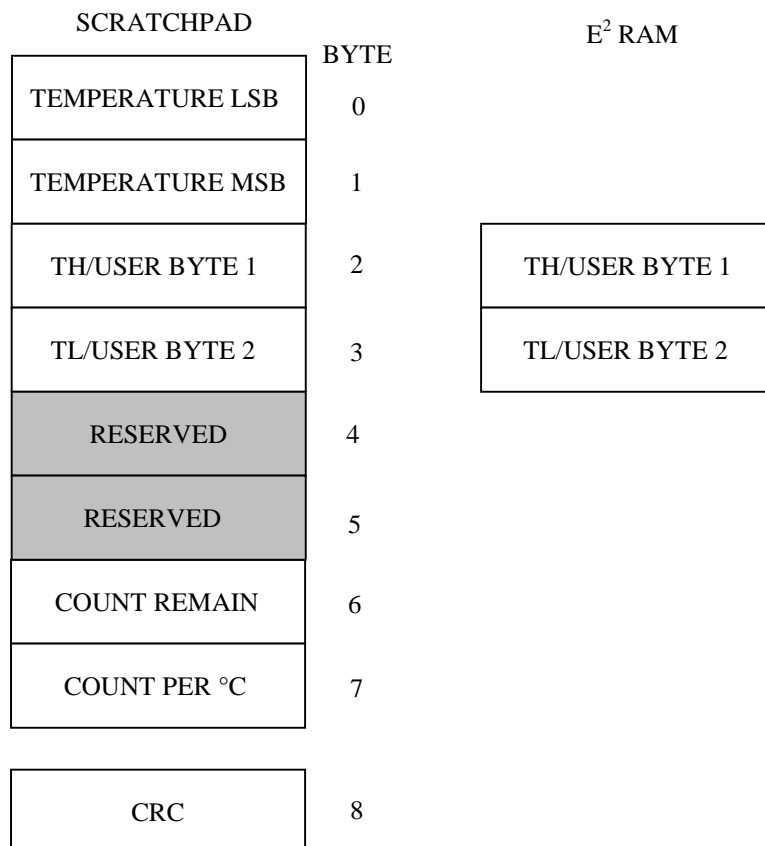 SCRATCHPAD
BYTE
E² RAM
TEMPERATURE LSB 0
TEMPERATURE MSB 1
TH/USER BYTE 1 2 TH/USER BYTE 1
TL/USER BYTE 2 3 TL/USER BYTE 2
RESERVED 4
RESERVED 5
COUNT REMAIN 6
COUNT PER °C 7
CRC 8